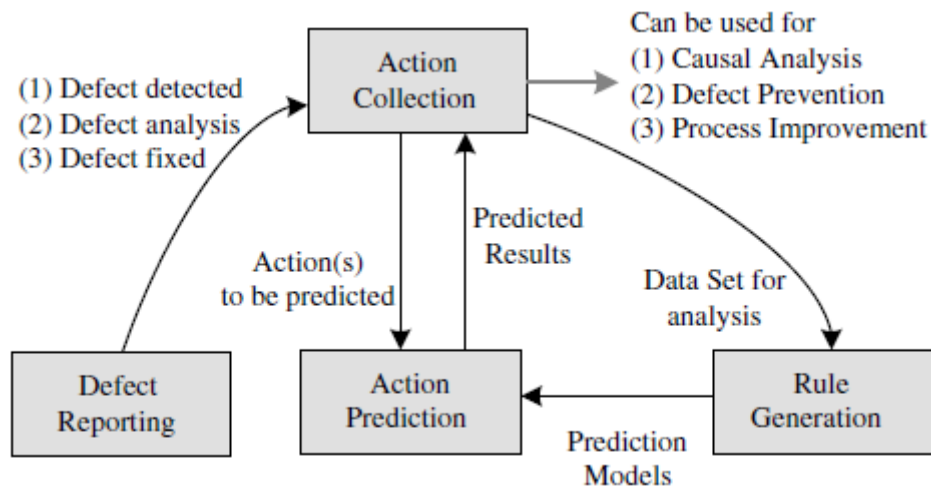 Can be used for
(1) Causal Analysis
(2) Defect Prevention
(3) Process Improvement
Action
Collection
(1) Defect detected
(2) Defect analysis
(3) Defect fixed
Predicted
Results
Action(s)
to be predicted
Data Set for
analysis
Defect
Reporting
Action
Prediction
Rule
Generation
Prediction
Models